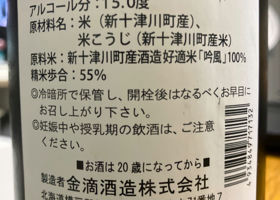 アルコール分：15.0度
原材料名：米（新十津川町産）、
米こうじ（新十津川町産米）
原料米：新十津川町産酒造好適米「吟風」100%
精米歩合：55%
◎冷暗所で保管し、開栓後はなるべくお早目に
お召し上がり下さい。
◎妊娠中や授乳期の飲酒は、ご注意
ください。
■お酒は20歳になってから■
製造者 金滴酒造株式会社
4914849717132